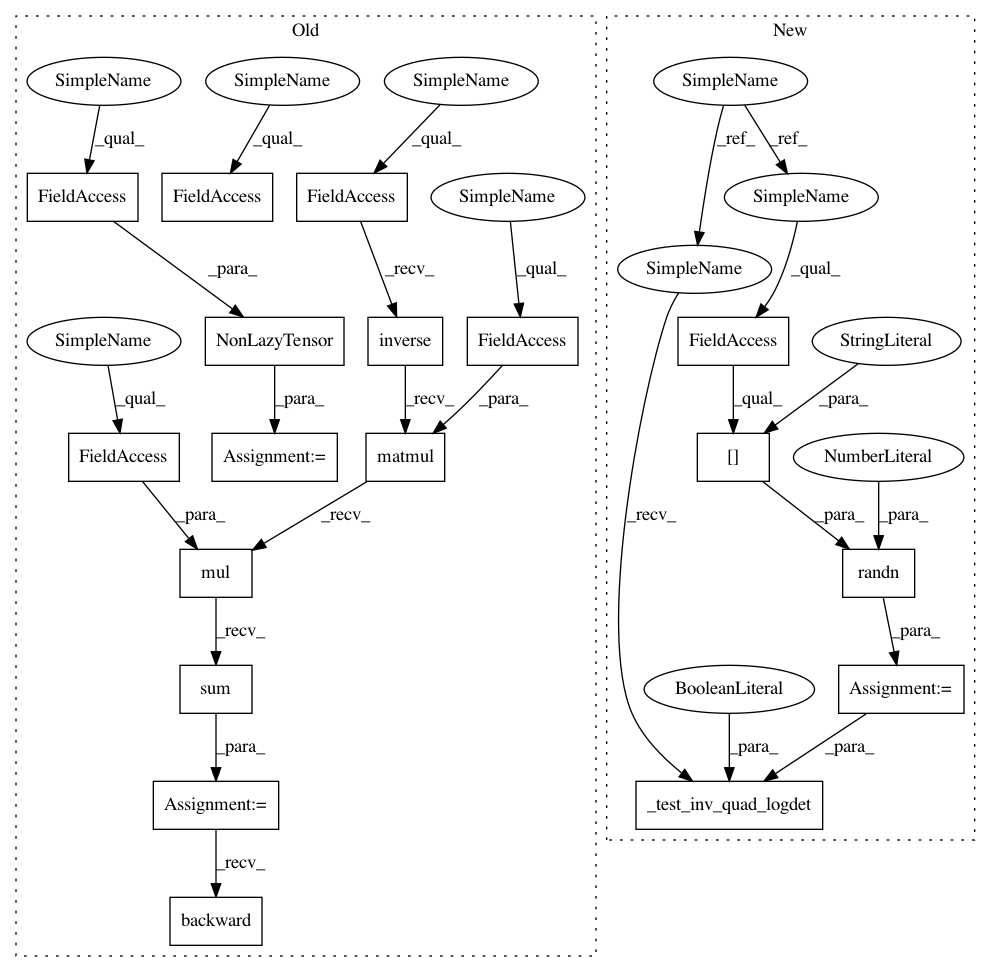 Old
New
SimpleName
SimpleName
SimpleName
SimpleName
_qual_
_qual_
_qual_
_ref_
_ref_
FieldAccess
FieldAccess
FieldAccess
SimpleName
SimpleName
SimpleName
_para_
_recv_
_qual_
_qual_
SimpleName
NonLazyTensor
inverse
FieldAccess
FieldAccess
StringLiteral
_qual_
_para_
_recv_
_para_
_qual_
_para_
FieldAccess
Assignment:=
matmul
[]
NumberLiteral
_para_
_recv_
_recv_
_para_
_para_
mul
randn
_recv_
_para_
sum
BooleanLiteral
Assignment:=
_para_
_para_
_para_
Assignment:=
_test_inv_quad_logdet
_recv_
backward